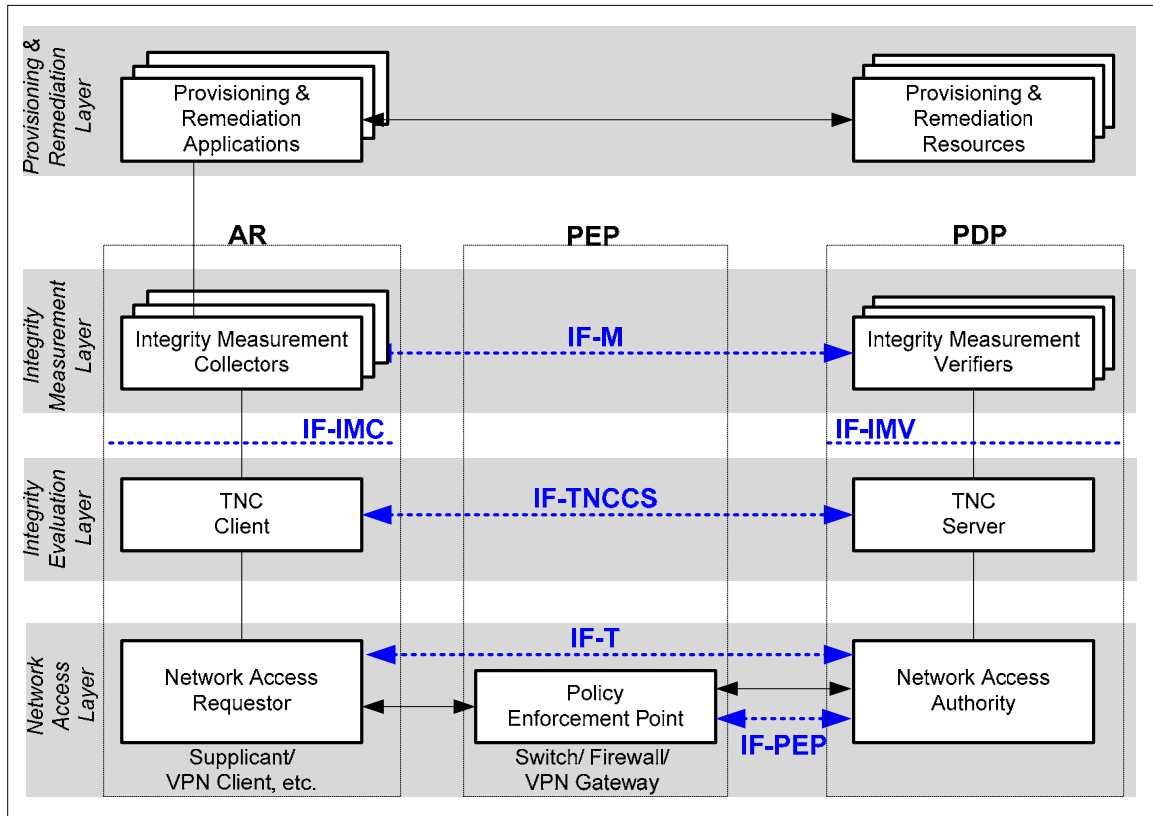 Provisioning &
Remediation
Layer
Provisioning &
Remediation
Applications
Provisioning &
Remediation
Resources
AR
PEP
PDP
Integrity
Measurement
Layer
Integrity Measurement
Collectors
IF-M
Integrity Measurement
Verifiers
IF-IMC
IF-IMV
Integrity
Evaluation
Layer
TNC
Client
IF-TNCCS
TNC
Server
Network
Access
Layer
Network Access
Requestor
IF-T
Policy
Enforcement Point
Network Access
Authority
IF-PEP
Supplicant/
VPN Client, etc.
Switch/ Firewall/
VPN Gateway